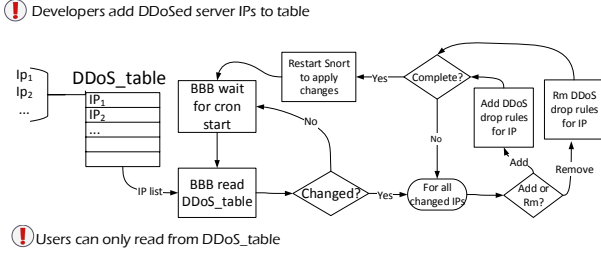 ! Developers add DDoSed server IPs to table
Ip1
Ip2
...
DDoS_table
IP1
IP2
...
IP list
BBB wait
for cron
start
BBB read
DDoS_table
Restart Snort
to apply
changes
No
Changed?
Yes
Yes
Complete?
No
For all
changed IPs
Add DDoS
drop rules
for IP
Rm DDoS
drop rules
for IP
Add
Remove
Add or
Rm?
! Users can only read from DDoS_table